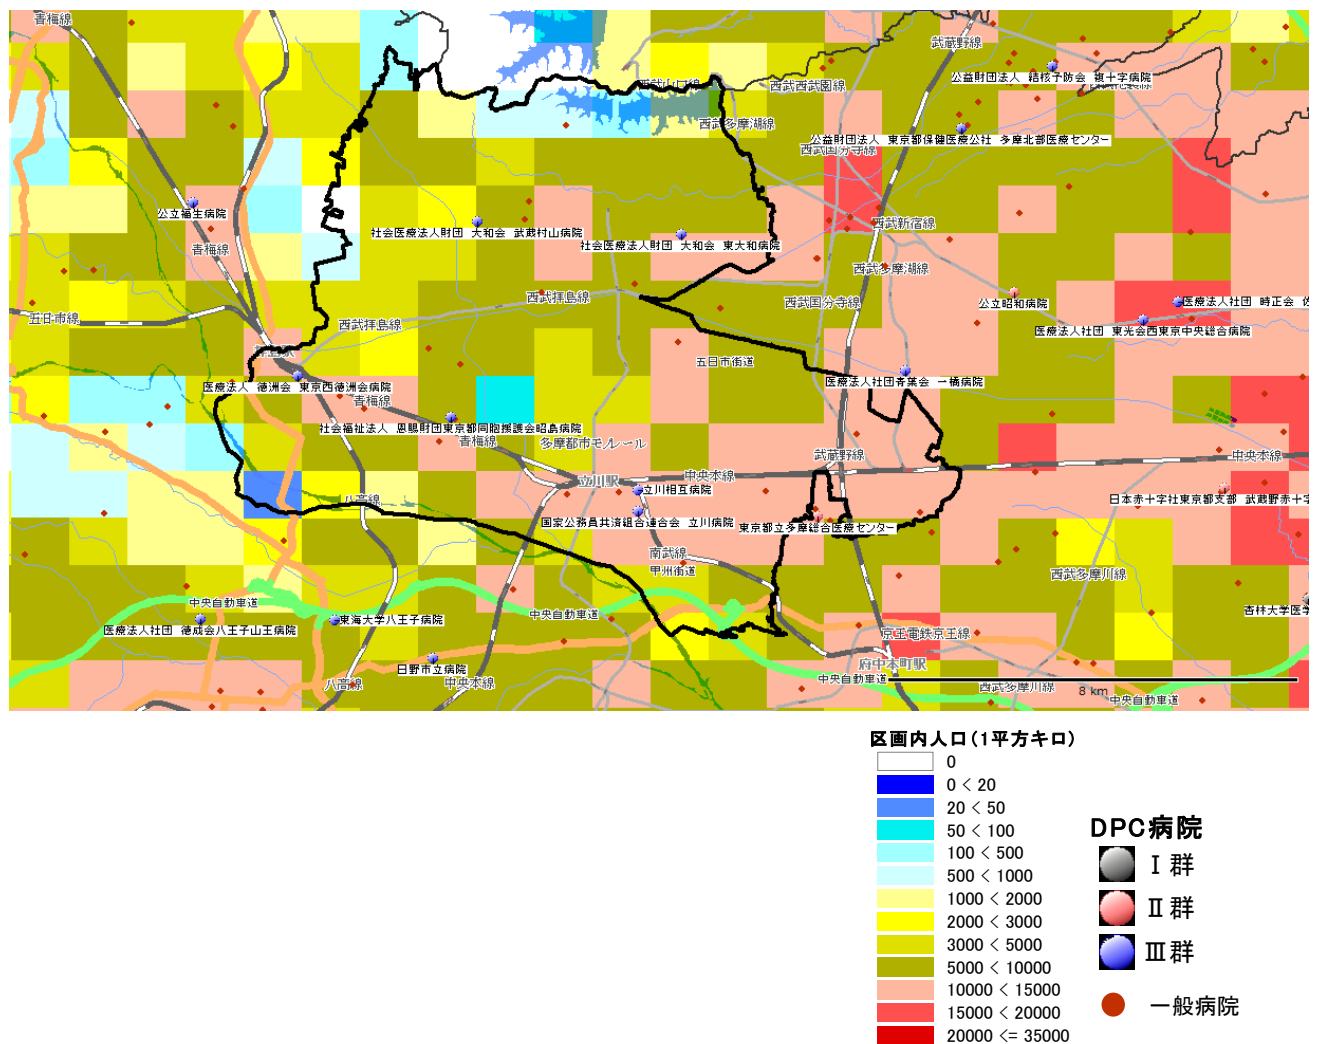 青梅線
武蔵野線
公益財団法人 結核予防会 複十字病院
西武西武園線
西武多摩湖線
公益財団法人 東京都保健医療公社 多摩北部医療センター
西武国分寺線
公立福生病院
社会医療法人財団 大和会 武蔵村山病院
社会医療法人財団 大和会 東大和病院
西武新宿線
青梅線
西武多摩湖線
西武拝島線
西武国分寺線
公立昭和病院
医療法人社団 時正会 佐
五日市線
西武拝島線
医療法人社団 東光会西東京中央総合病院
五日市街道
医療法人 徳洲会 東京西徳洲会病院
医療法人社団青葉会 一橋病院
青梅線
社会福祉法人 恩賜財団東京都同胞援護会昭島病院
青梅線
多摩都市モノレール
武蔵野線
中央本線
中央本線
立川駅
立川相互病院
八高線
日本赤十字社東京都支部 武蔵野赤十字
国家公務員共済組合連合会 立川病院
東京都立多摩総合医療センター
南武線
甲州街道
西武多摩川線
中央自動車道
中央自動車道
杏林大学医学
医療法人社団 徳成会八王子山王病院
東海大学八王子病院
京王電鉄京王線
日野市立病院
府中本町駅
八高線
中央本線
中央自動車道
西武多摩川線
8 km
中央自動車道
区画内人口(1平方キロ)
0
0 < 20
20 < 50
50 < 100
100 < 500
500 < 1000
1000 < 2000
2000 < 3000
3000 < 5000
5000 < 10000
10000 < 15000
15000 < 20000
20000 <= 35000
DPC病院
Ⅰ群
Ⅱ群
Ⅲ群
一般病院